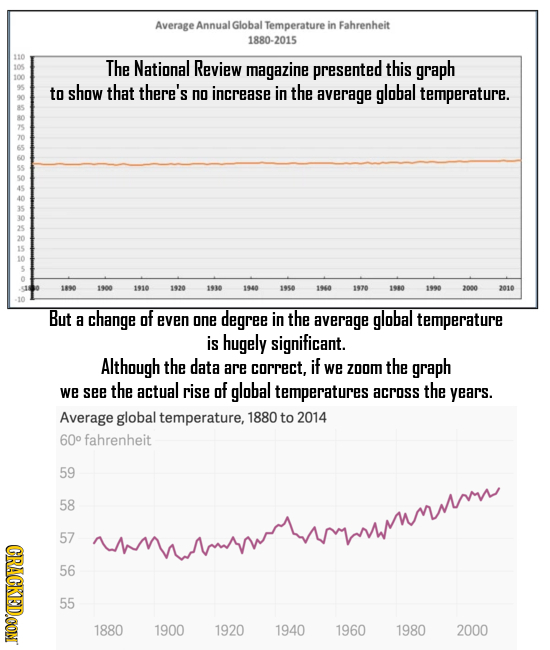 Average Annual Global Temperature in Fahrenheit
1880-2015
The National Review magazine presented this graph
to show that there's no increase in the average global temperature.
110
105
100
95
90
85
80
75
70
65
60
55
50
45
40
35
30
25
20
15
10
5
0
-5
-10
1880 1890 1900 1910 1920 1930 1940 1950 1960 1970 1980 1990 2000 2010
But a change of even one degree in the average global temperature
is hugely significant.
Although the data are correct, if we zoom the graph
we see the actual rise of global temperatures across the years.
Average global temperature, 1880 to 2014
60º fahrenheit
59
58
57
56
55
1880 1900 1920 1940 1960 1980 2000
CRACKED.COM